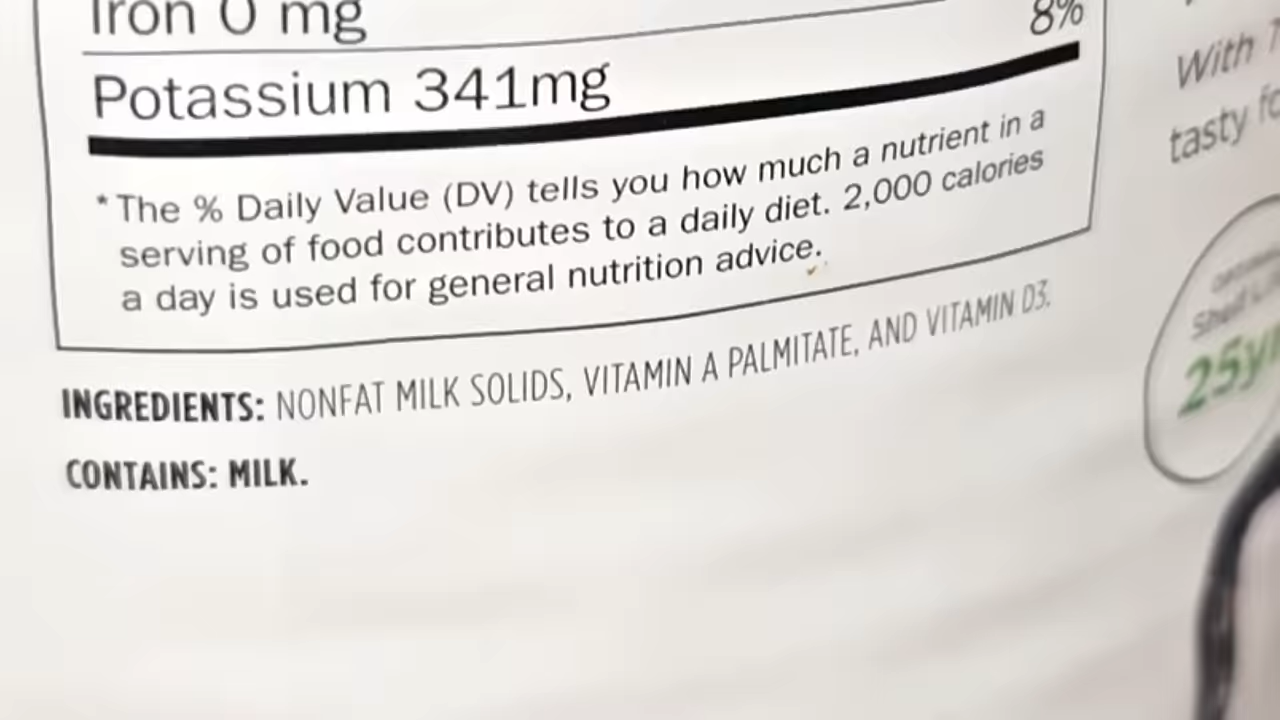 Iron 0 mg
8%
Potassium 341mg
* The % Daily Value (DV) tells you how much a nutrient in a
serving of food contributes to a daily diet. 2,000 calories
a day is used for general nutrition advice.
INGREDIENTS: NONFAT MILK SOLIDS, VITAMIN A PALMITATE, AND VITAMIN D3.
CONTAINS: MILK.
With
tasty